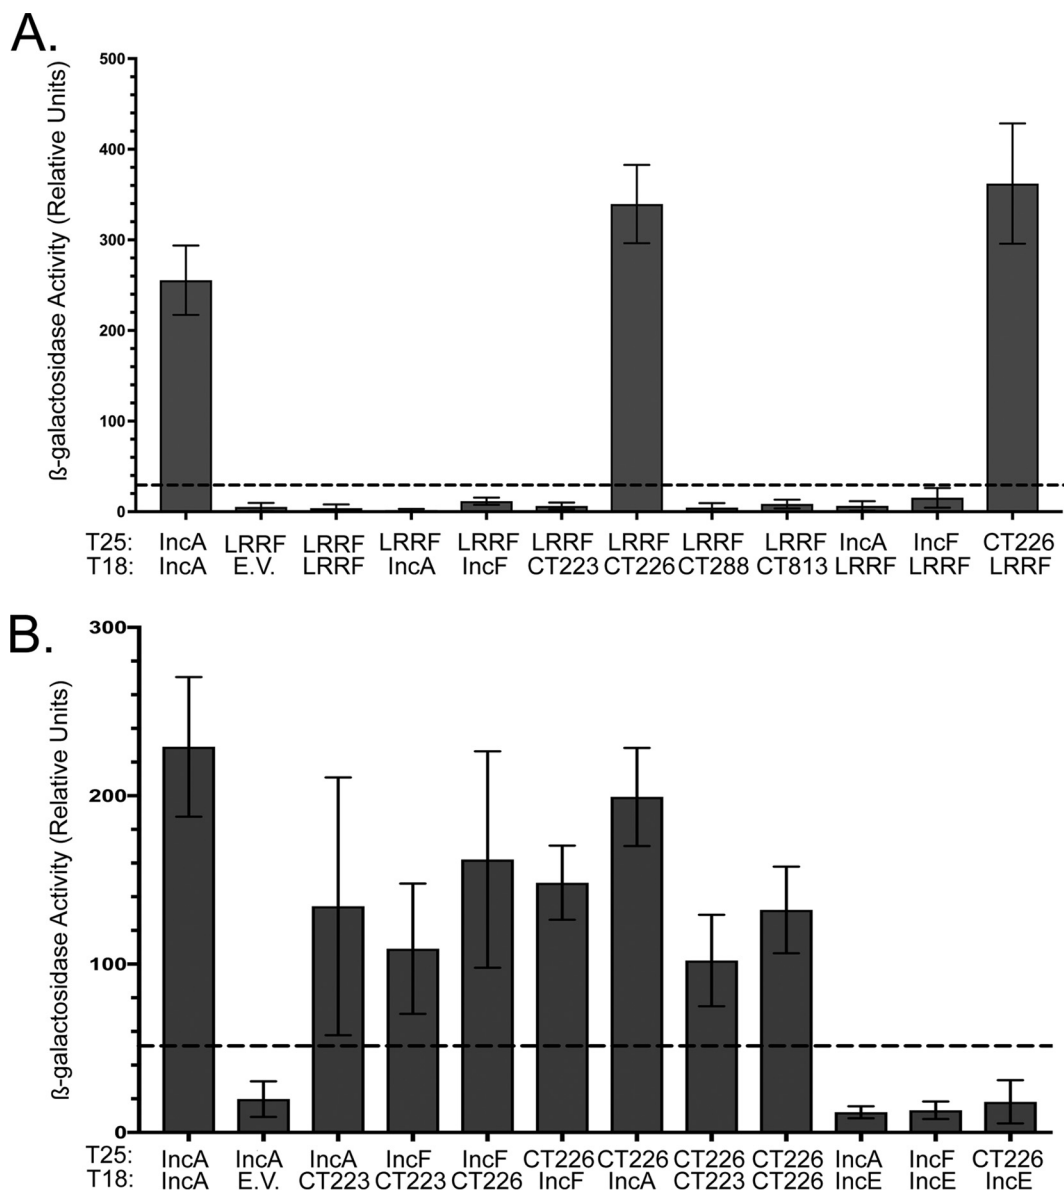 A.
ß-galactosidase Activity (Relative Units)
500
400
300
200
100
0
T25: IncA LRRF LRRF LRRF LRRF LRRF LRRF LRRF LRRF IncA IncF CT226
T18: IncA E.V. LRRF IncA IncF CT223 CT226 CT288 CT813 LRRF LRRF LRRF
B.
ß-galactosidase Activity (Relative Units)
300
200
100
0
T25: IncA IncA IncA IncF IncF CT226 CT226 CT226 CT226 IncA IncF CT226
T18: IncA E.V. CT223 CT223 CT226 IncF IncA CT223 CT226 IncE IncE IncE